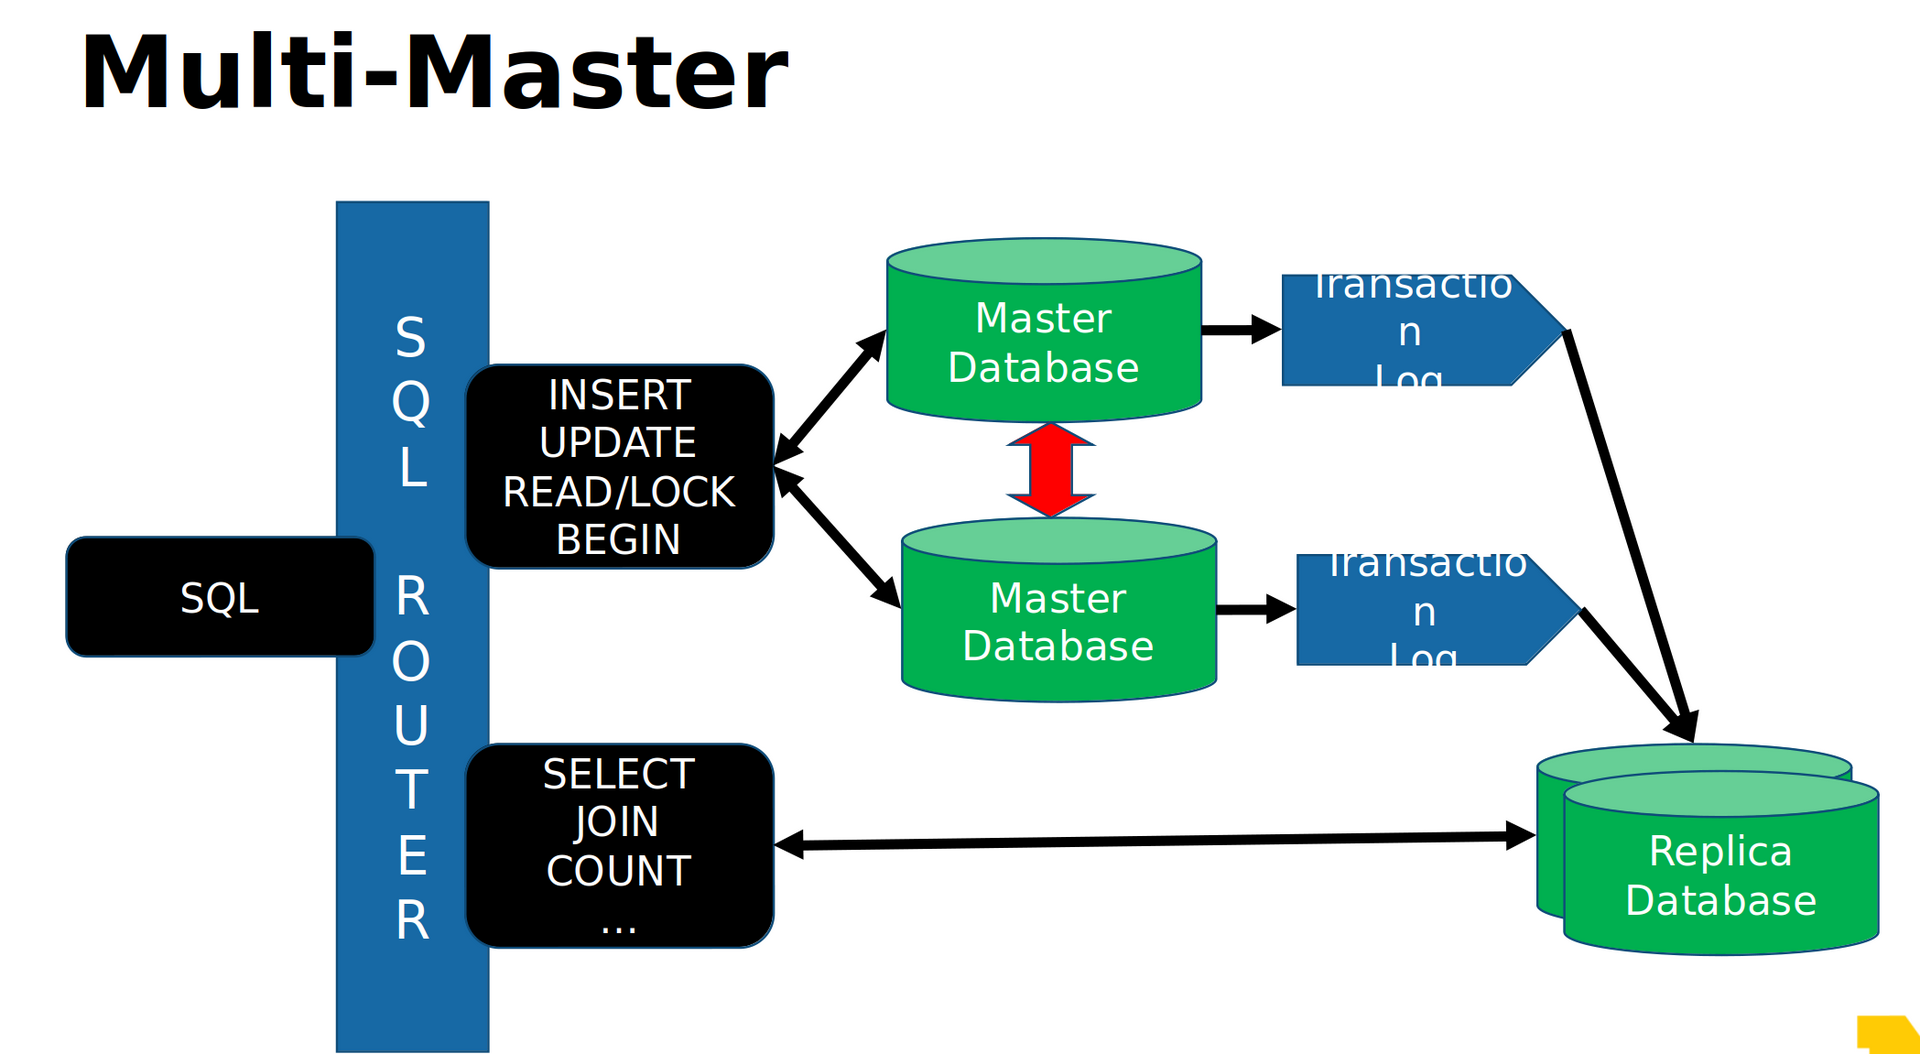 Multi-Master
SQL
S
Q
L
R
O
U
T
E
R
INSERT
UPDATE
READ/LOCK
BEGIN
SELECT
JOIN
COUNT
...
Master
Database
Transactio
n
Log
Master
Database
Transactio
n
Log
Replica
Database